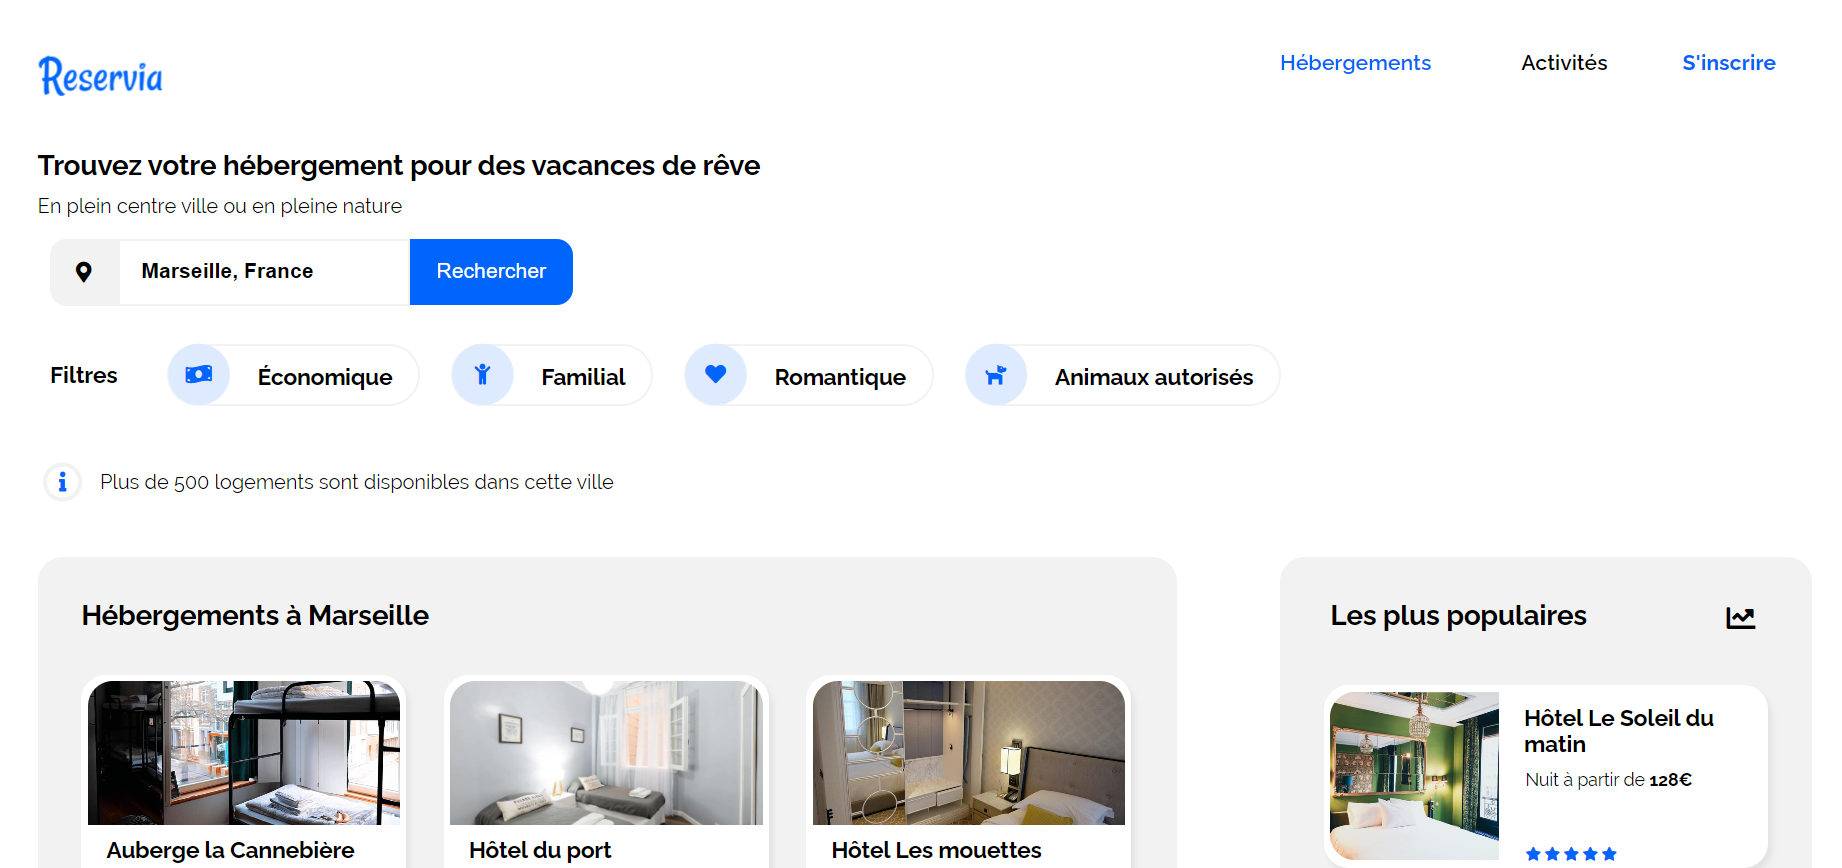 Reservia
Hébergements
Activités
S'inscrire
Trouvez votre hébergement pour des vacances de rêve
En plein centre ville ou en pleine nature
Marseille, France
Rechercher
Filtres
Économique
Familial
Romantique
Animaux autorisés
Plus de 500 logements sont disponibles dans cette ville
Hébergements à Marseille
Auberge la Cannebière
Hôtel du port
Hôtel Les mouettes
Les plus populaires
Hôtel Le Soleil du
matin
Nuit à partir de 128€